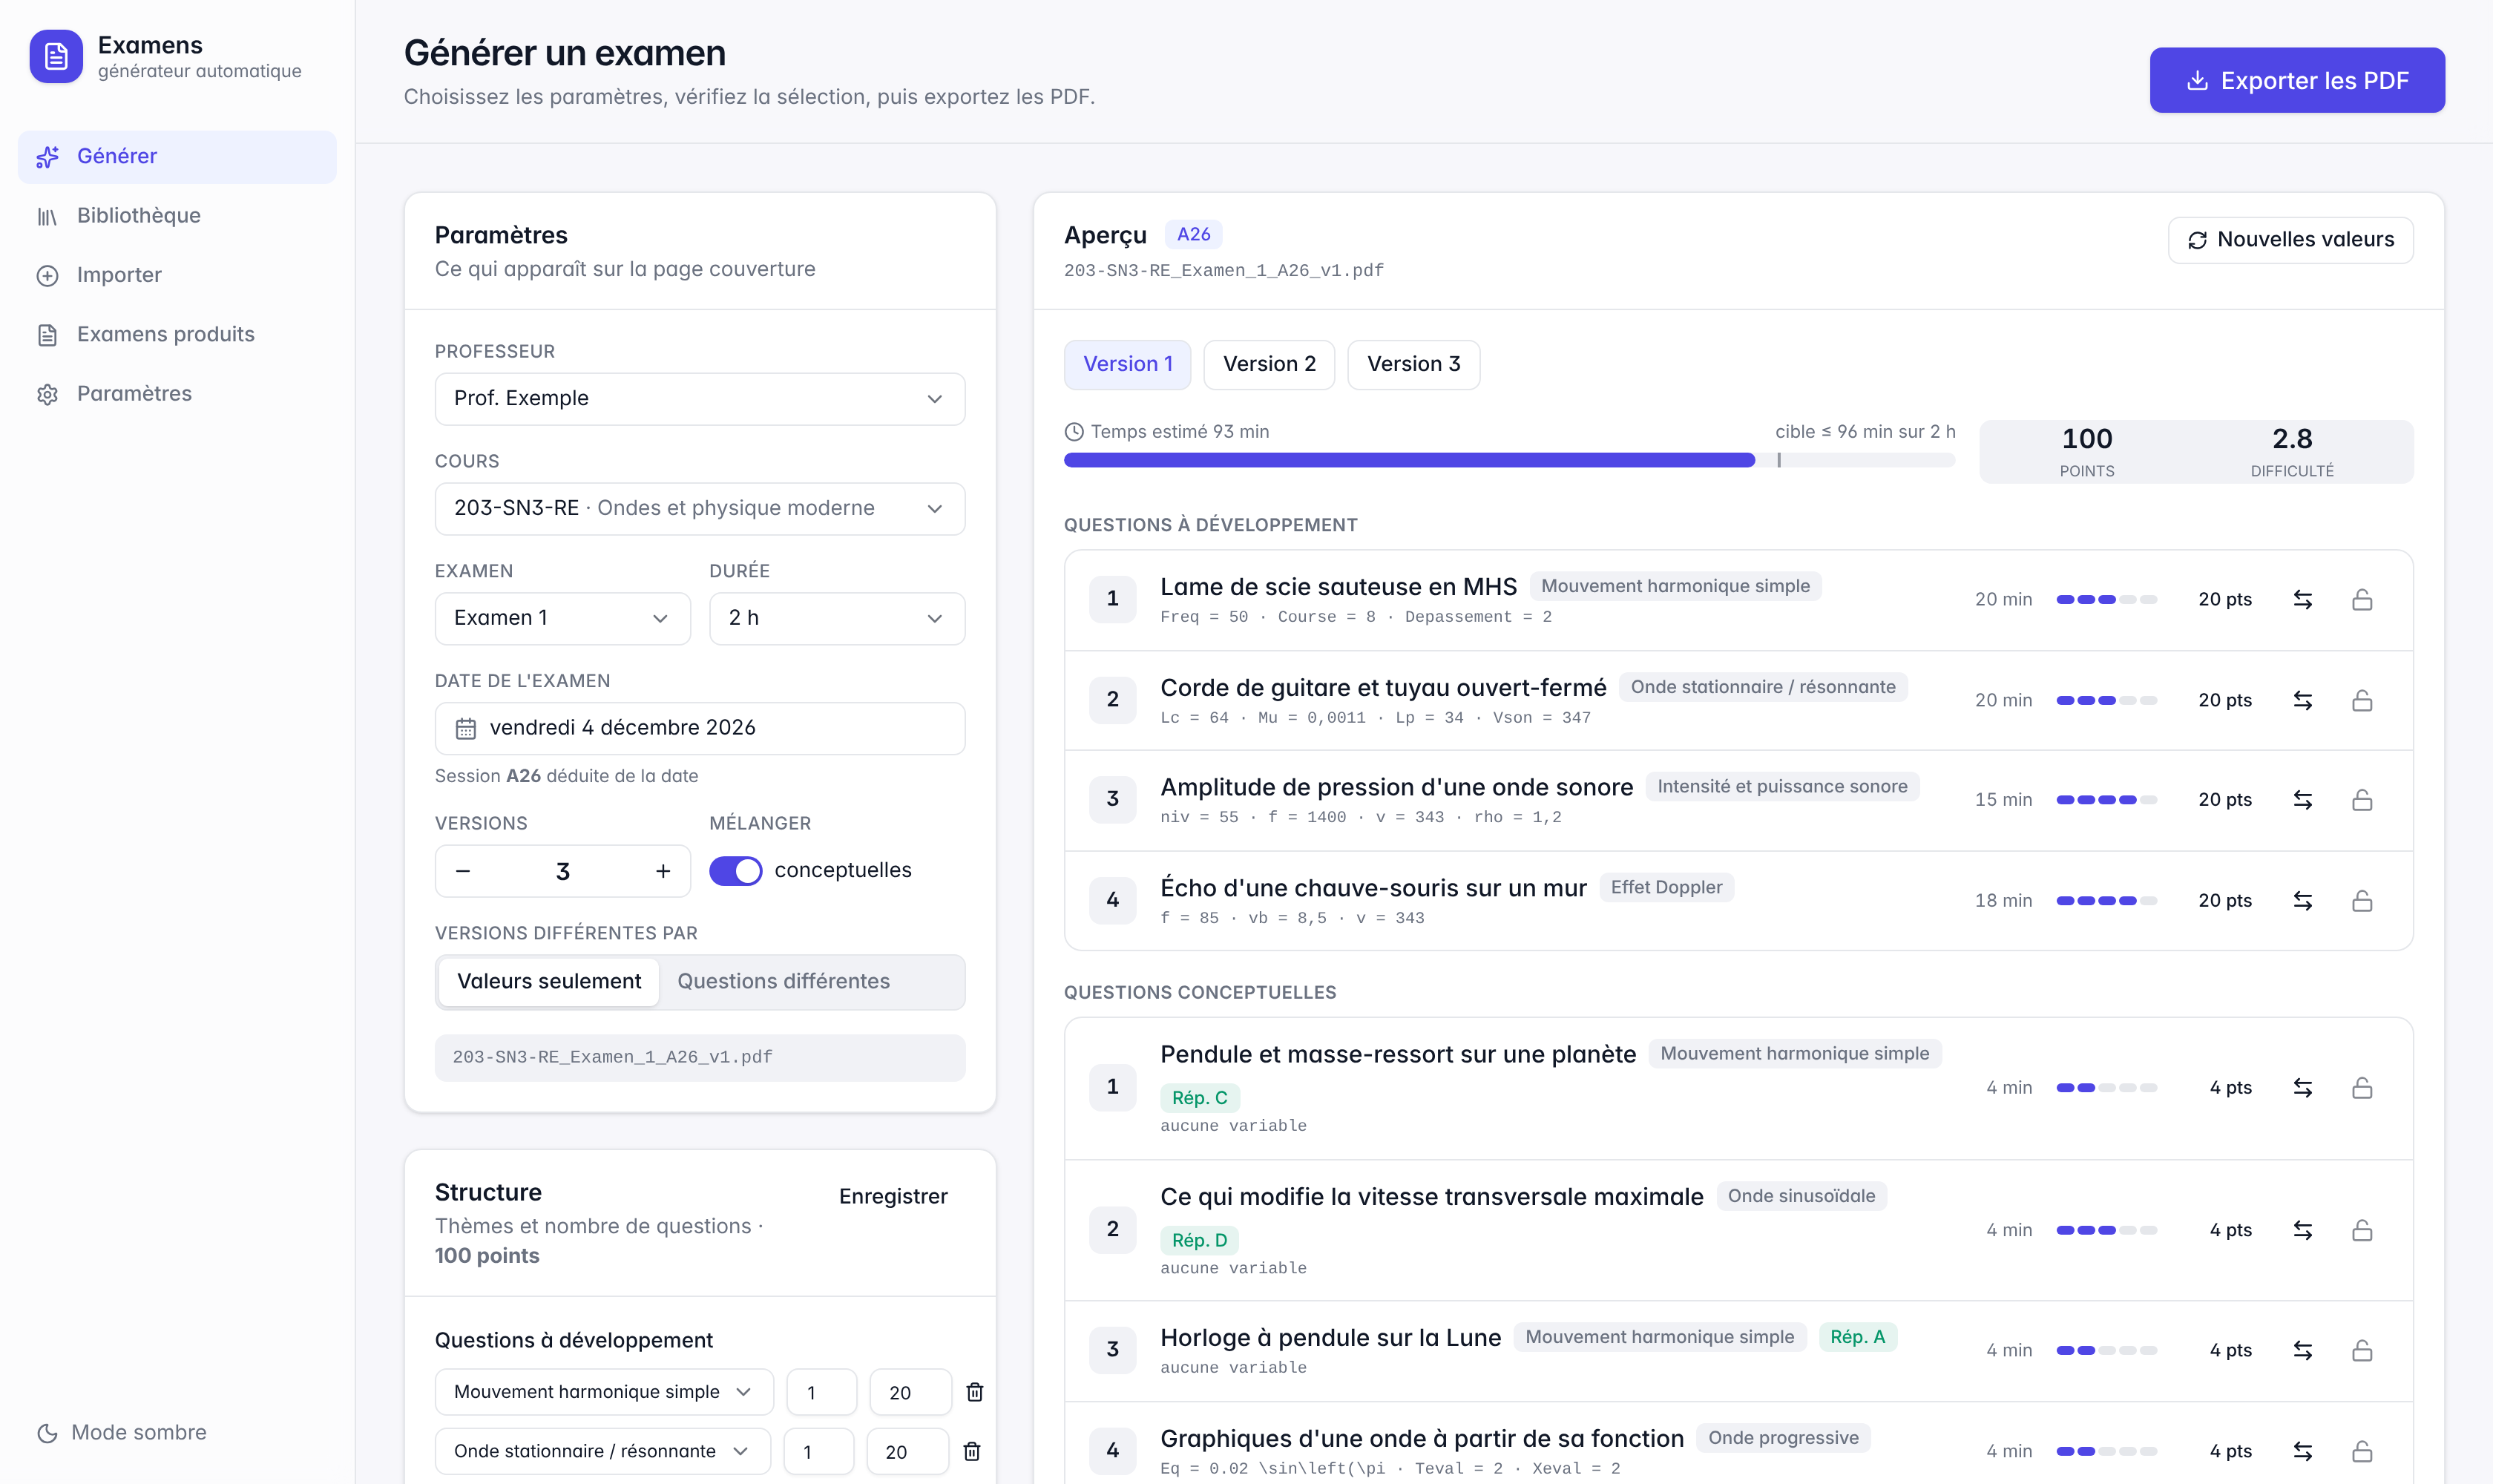 Examens
générateur automatique
Générer
Bibliothèque
Importer
Examens produits
Paramètres
Mode sombre
Générer un examen
Choisissez les paramètres, vérifiez la sélection, puis exportez les PDF.
Exporter les PDF
Paramètres
Ce qui apparaît sur la page couverture
PROFESSEUR
Prof. Exemple
COURS
203-SN3-RE · Ondes et physique moderne
EXAMEN DURÉE
Examen 1 2 h
DATE DE L'EXAMEN
vendredi 4 décembre 2026
Session A26 déduite de la date
VERSIONS MÉLANGER
− 3 + conceptuelles
VERSIONS DIFFÉRENTES PAR
Valeurs seulement Questions différentes
203-SN3-RE_Examen_1_A26_v1.pdf
Structure Enregistrer
Thèmes et nombre de questions ·
100 points
Questions à développement
Mouvement harmonique simple 1 20
Onde stationnaire / résonnante 1 20
Aperçu A26
203-SN3-RE_Examen_1_A26_v1.pdf
Nouvelles valeurs
Version 1 Version 2 Version 3
Temps estimé 93 min cible ≤ 96 min sur 2 h
100 2.8
POINTS DIFFICULTÉ
QUESTIONS À DÉVELOPPEMENT
1 Lame de scie sauteuse en MHS Mouvement harmonique simple 20 min 20 pts
Freq = 50 · Course = 8 · Depassement = 2
2 Corde de guitare et tuyau ouvert-fermé Onde stationnaire / résonnante 20 min 20 pts
Lc = 64 · Mu = 0,0011 · Lp = 34 · Vson = 347
3 Amplitude de pression d'une onde sonore Intensité et puissance sonore 15 min 20 pts
niv = 55 · f = 1400 · v = 343 · rho = 1,2
4 Écho d'une chauve-souris sur un mur Effet Doppler 18 min 20 pts
f = 85 · vb = 8,5 · v = 343
QUESTIONS CONCEPTUELLES
1 Pendule et masse-ressort sur une planète Mouvement harmonique simple 4 min 4 pts
Rép. C
aucune variable
2 Ce qui modifie la vitesse transversale maximale Onde sinusoïdale 4 min 4 pts
Rép. D
aucune variable
3 Horloge à pendule sur la Lune Mouvement harmonique simple Rép. A 4 min 4 pts
aucune variable
4 Graphiques d'une onde à partir de sa fonction Onde progressive 4 min 4 pts
Eq = 0.02 \sin\left(\pi · Teval = 2 · Xeval = 2